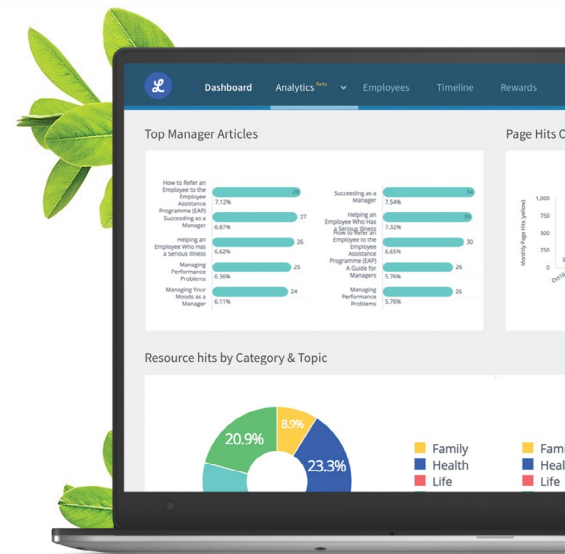 L
Dashboard
Analytics Beta
Employees
Timeline
Rewards
Top Manager Articles
Page Hits O
How to Refer an
Employee to the
Employee
Assistance
Programme (EAP)
28
7.12%
Succeeding as a
Manager
27
6.87%
Helping an
Employee Who Has
a Serious Illness
26
6.62%
Managing
Performance
Problems
25
6.36%
Managing Your
Moods as a
Manager
24
6.11%
Succeeding as a
Manager
34
7.54%
Helping an
Employee Who Has
a Serious Illness
33
7.32%
How to Refer an
Employee to the
Employee
Assistance
Programme (EAP)
30
6.65%
A Guide for
Managers
26
5.76%
Managing
Performance
Problems
26
5.76%
Monthly Page Hits (yellow)
1,000
750
500
250
0
Oct16
Resource hits by Category & Topic
20.9%
8.9%
23.3%
Family
Health
Life
Fami
Heal
Life